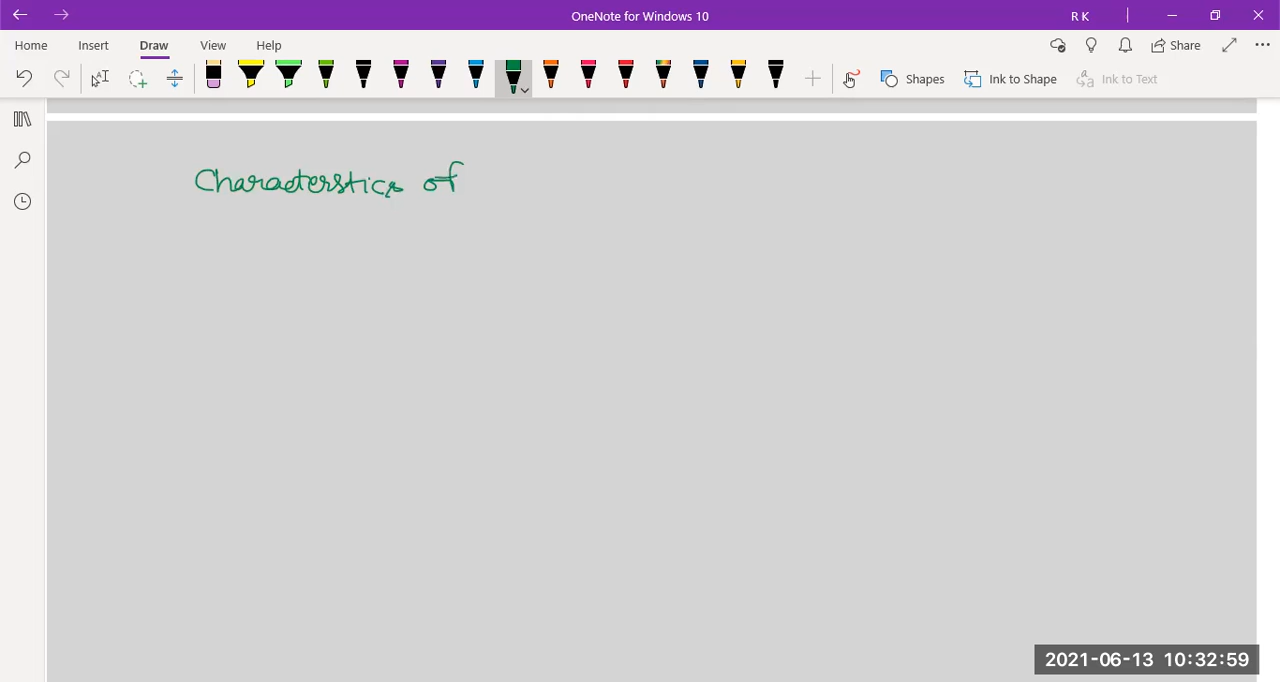 OneNote for Windows 10
R K
Home Insert Draw View Help
Share
Shapes Ink to Shape Ink to Text
Characterstics of
2021-06-13 10:32:59